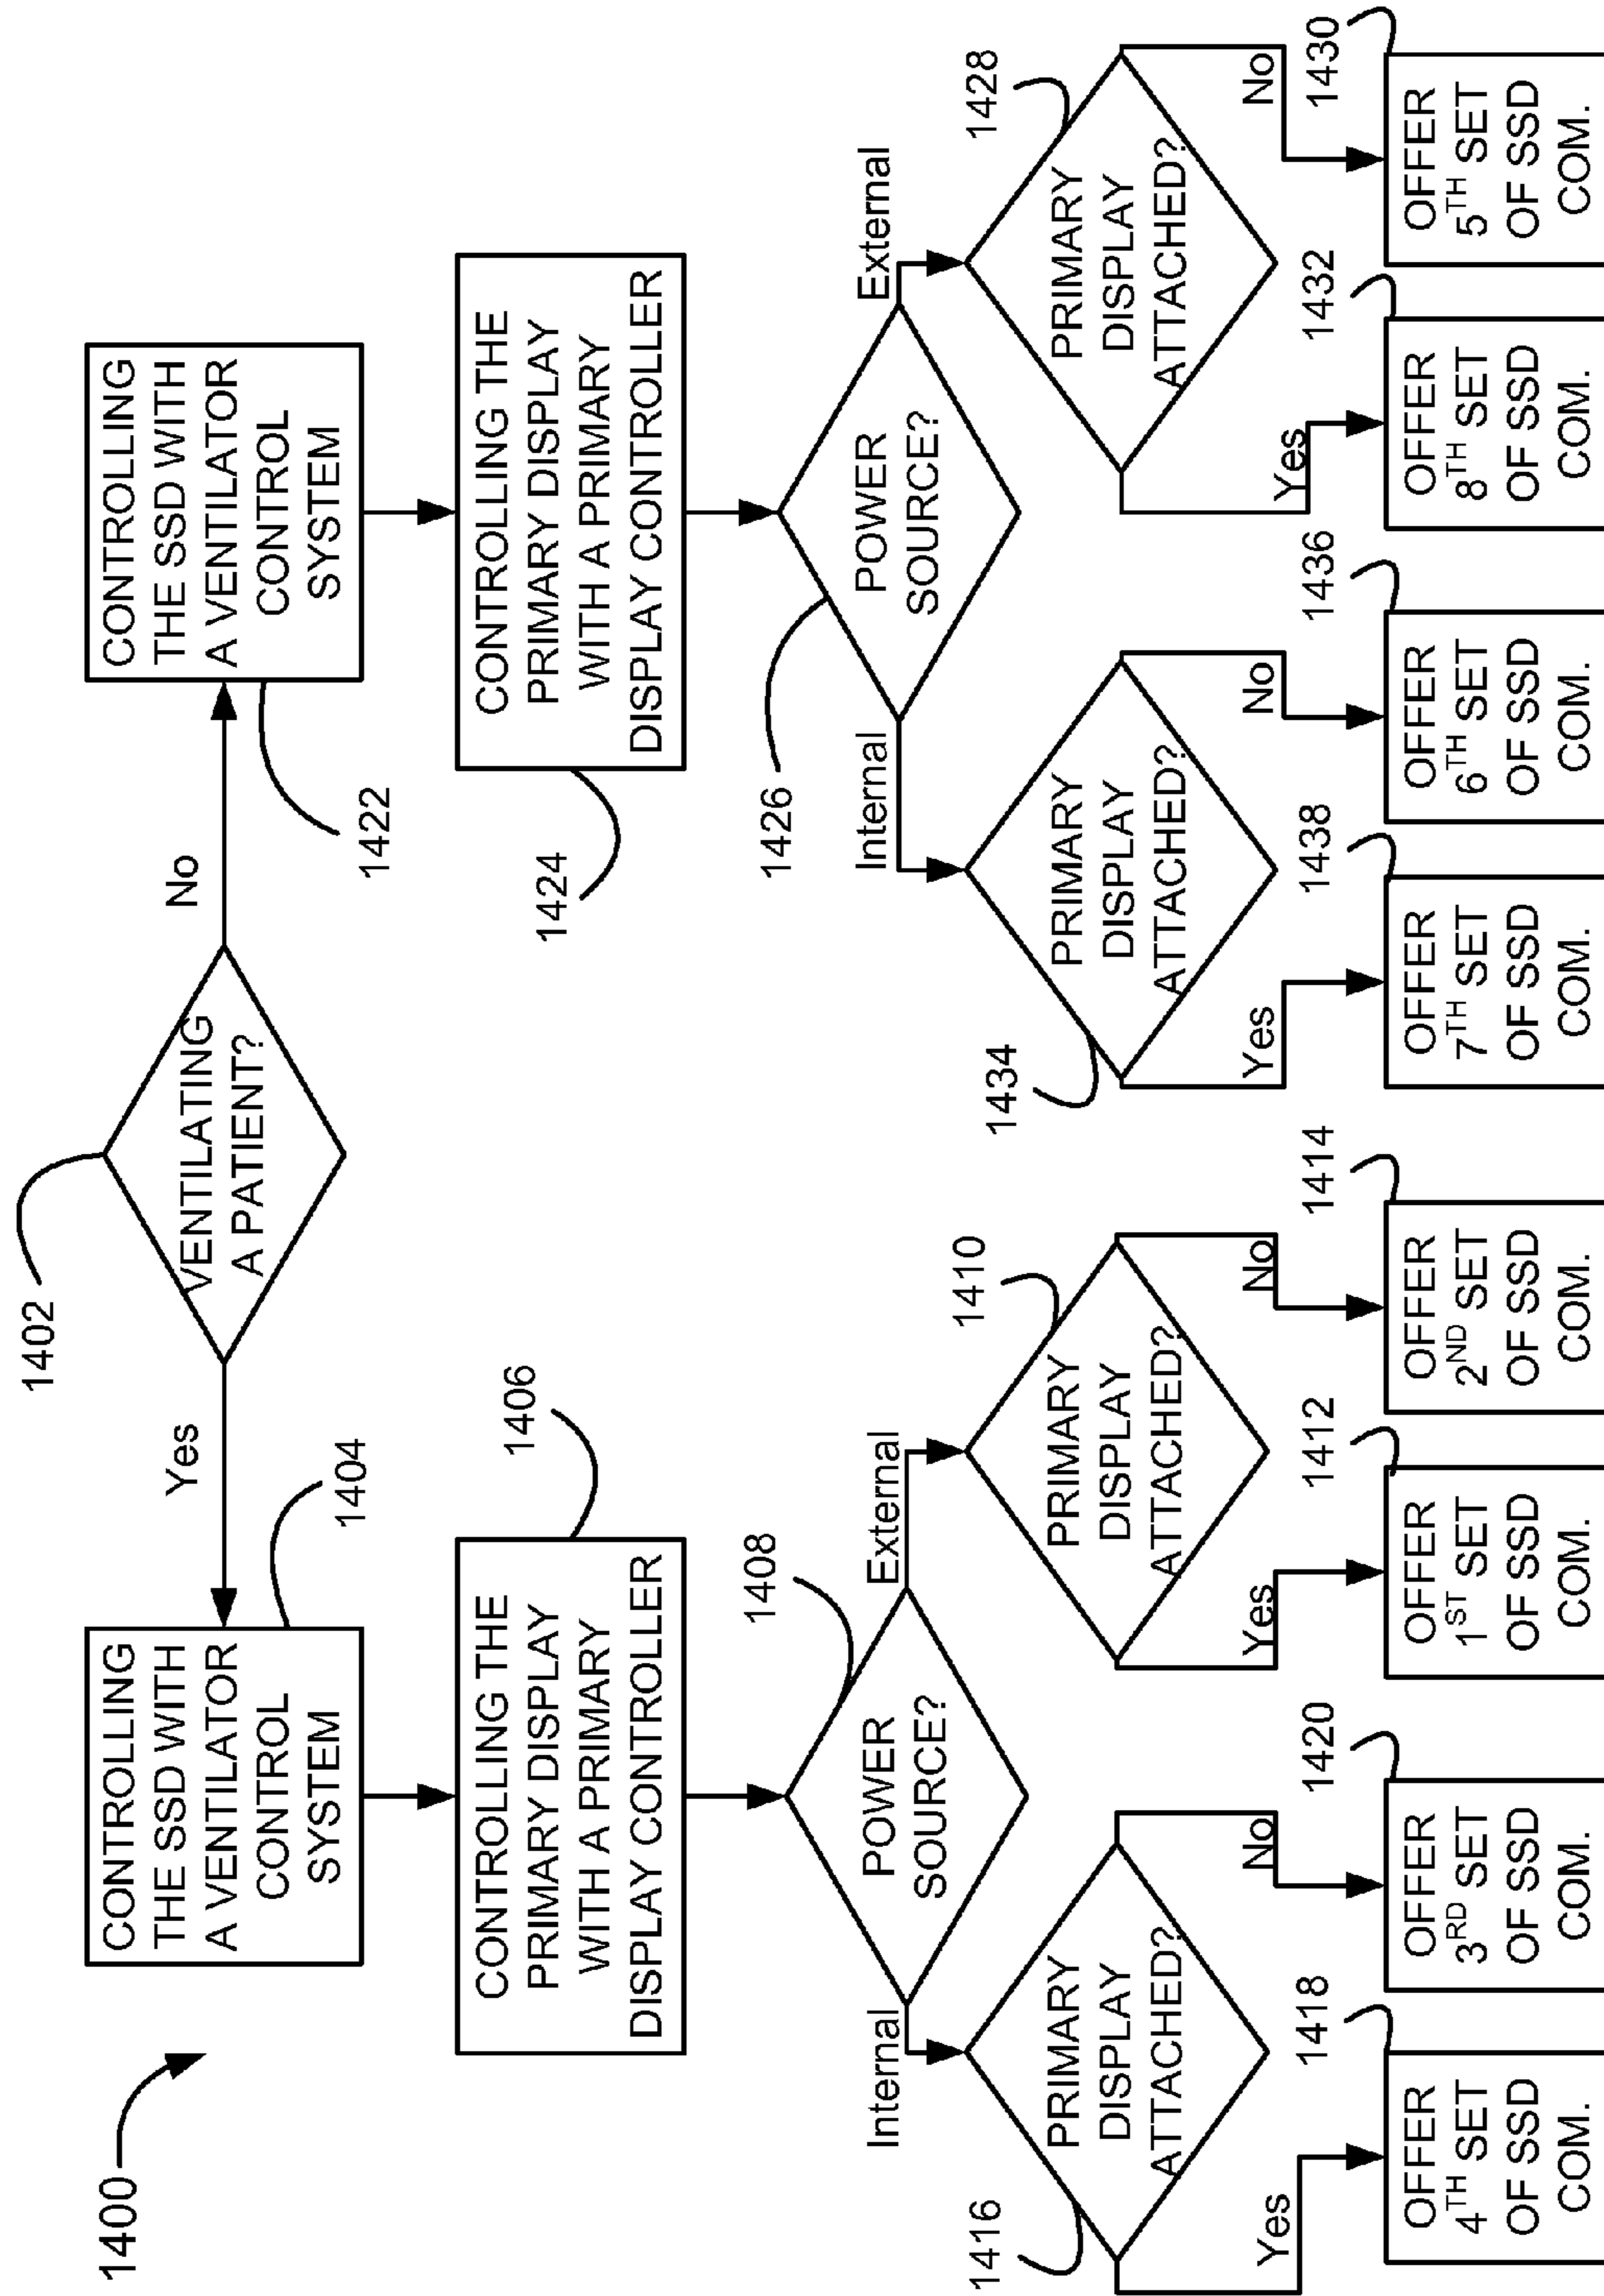 1400
1402
VENTILATING
A PATIENT?
Yes
No
CONTROLLING
THE SSD WITH
A VENTILATOR
CONTROL
SYSTEM
1404
CONTROLLING
THE SSD WITH
A VENTILATOR
CONTROL
SYSTEM
1422
CONTROLLING THE
PRIMARY DISPLAY
WITH A PRIMARY
DISPLAY CONTROLLER
1406
CONTROLLING THE
PRIMARY DISPLAY
WITH A PRIMARY
DISPLAY CONTROLLER
1424
POWER
SOURCE?
1408
Internal
External
POWER
SOURCE?
1426
Internal
External
PRIMARY
DISPLAY
ATTACHED?
1416
Yes
No
PRIMARY
DISPLAY
ATTACHED?
1410
Yes
No
PRIMARY
DISPLAY
ATTACHED?
1434
Yes
No
PRIMARY
DISPLAY
ATTACHED?
1428
Yes
No
1418
OFFER
4TH SET
OF SSD
COM.
1420
OFFER
3RD SET
OF SSD
COM.
1412
OFFER
1ST SET
OF SSD
COM.
1414
OFFER
2ND SET
OF SSD
COM.
1438
OFFER
7TH SET
OF SSD
COM.
1436
OFFER
6TH SET
OF SSD
COM.
1432
OFFER
8TH SET
OF SSD
COM.
1430
OFFER
5TH SET
OF SSD
COM.